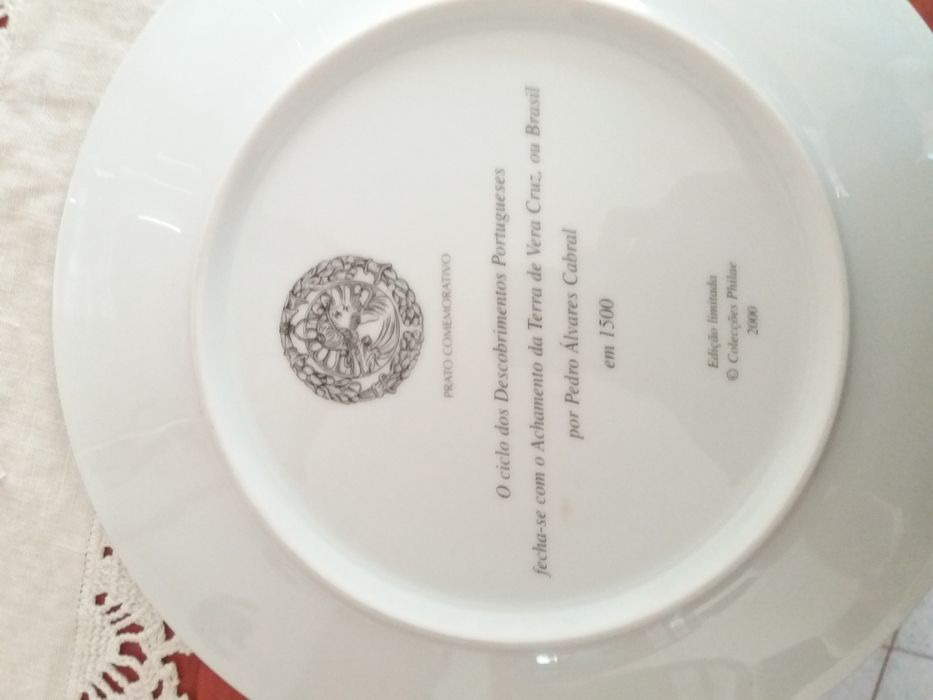 PRATO COMEMORATIVO
O ciclo dos Descobrimentos Portugueses
fecha-se com o Achamento da Terra de Vera Cruz, ou Brasil
por Pedro Álvares Cabral
em 1500
Edição limitada
© Colecções Philae
2000